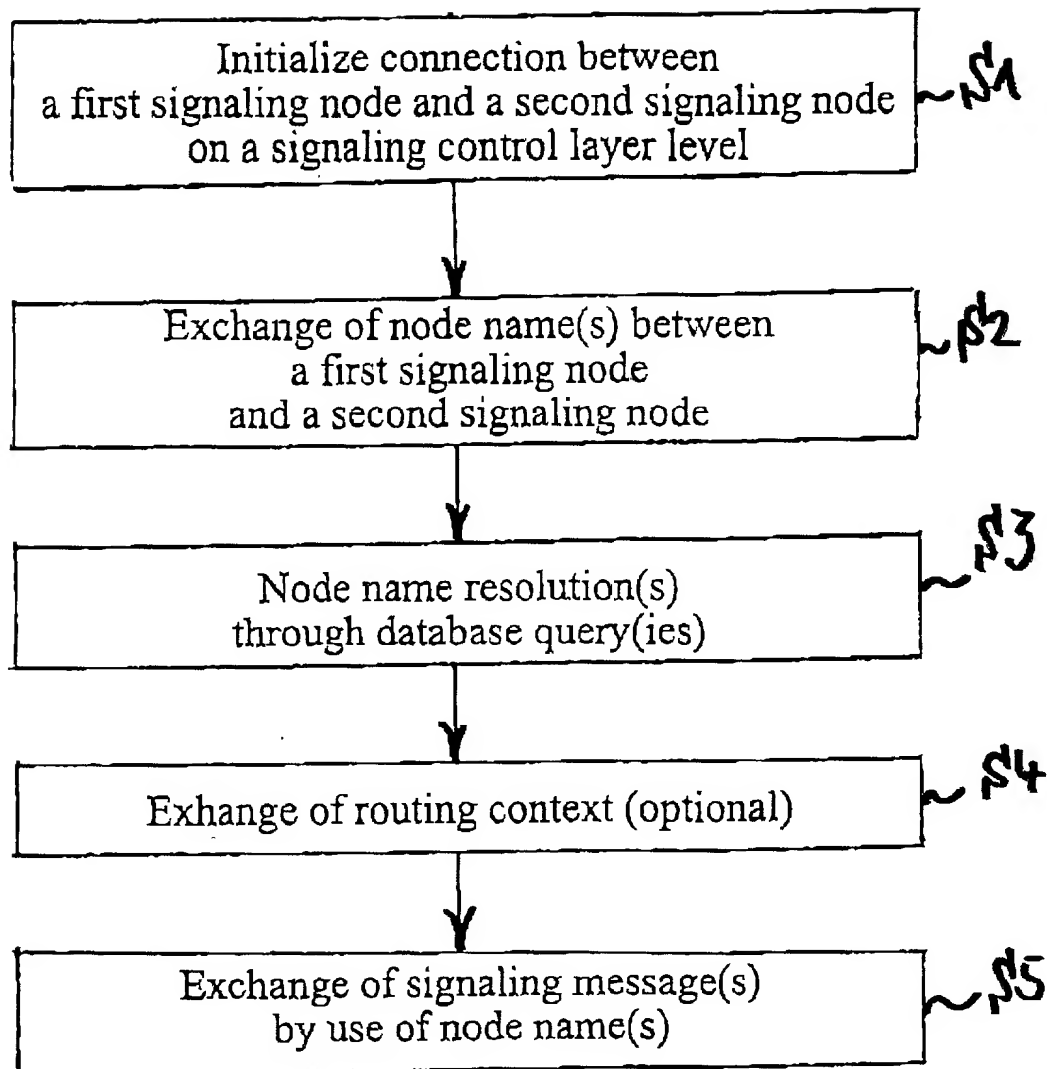 Initialize connection between
a first signaling node and a second signaling node
on a signaling control layer level
S1
Exchange of node name(s) between
a first signaling node
and a second signaling node
S2
Node name resolution(s)
through database query(ies)
S3
Exhange of routing context (optional)
S4
Exchange of signaling message(s)
by use of node name(s)
S5